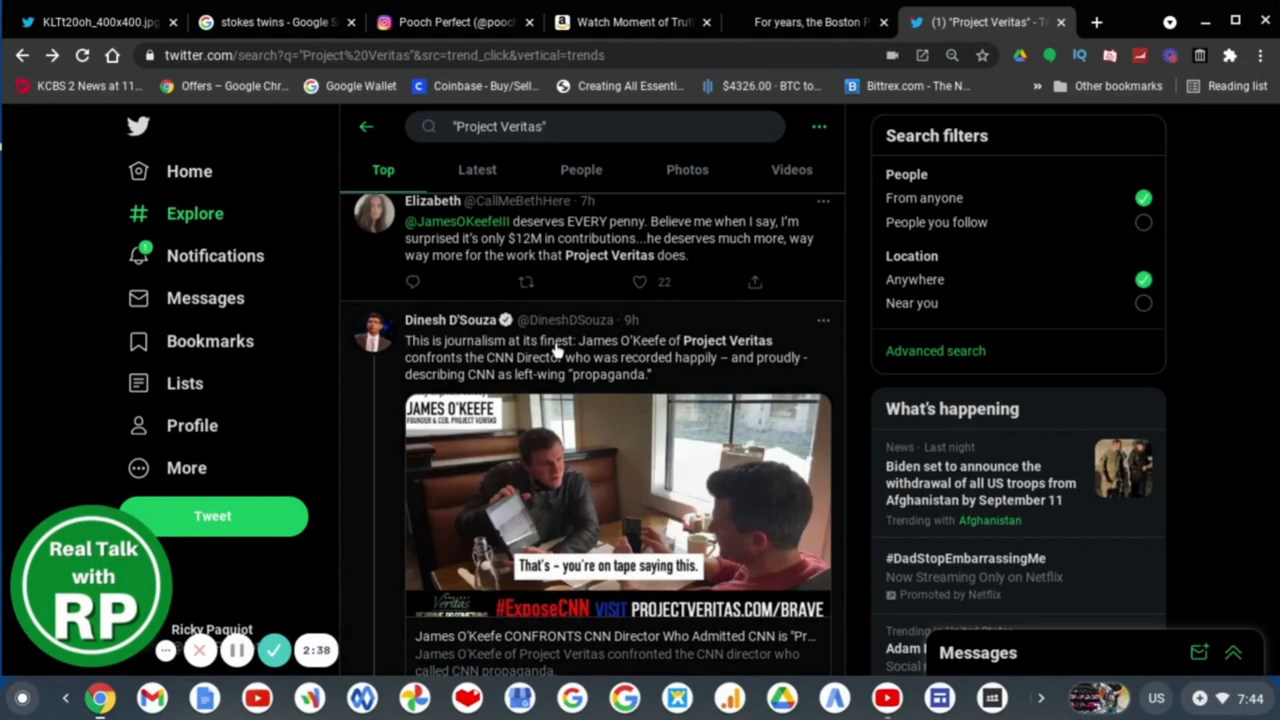 KLTt20oh_400x400.jpg
stokes twins - Google S
Pooch Perfect (@pooc
Watch Moment of Trut
For years, the Boston P
(1) "Project Veritas" - T
twitter.com/search?q="Project%20Veritas"&src=trend_click&vertical=trends
KCBS 2 News at 11...
Offers – Google Chr...
Google Wallet
Coinbase - Buy/Sell...
Creating All Essenti...
$4326.00 · BTC to...
Bittrex.com - The N...
»
Other bookmarks
Reading list
Home
Explore
Notifications
1
Messages
Bookmarks
Lists
Profile
More
Tweet
"Project Veritas"
Top
Latest
People
Photos
Videos
Elizabeth @CallMeBethHere · 7h
@JamesOKeefeIII deserves EVERY penny. Believe me when I say, I'm
surprised it's only $12M in contributions...he deserves much more, way
way more for the work that Project Veritas does.
22
Dinesh D'Souza @DineshDSouza · 9h
This is journalism at its finest: James O'Keefe of Project Veritas
confronts the CNN Director who was recorded happily – and proudly -
describing CNN as left-wing "propaganda."
JAMES O'KEEFE
FOUNDER & CEO, PROJECT VERITAS
That's - you're on tape saying this.
Veritas
#ExposeCNN VISIT PROJECTVERITAS.COM/BRAVE
James O'Keefe CONFRONTS CNN Director Who Admitted CNN is "Pr...
James O'Keefe of Project Veritas confronted the CNN director who
called CNN propaganda.
Search filters
People
From anyone
People you follow
Location
Anywhere
Near you
Advanced search
What's happening
News · Last night
Biden set to announce the
withdrawal of all US troops from
Afghanistan by September 11
Trending with Afghanistan
#DadStopEmbarrassingMe
Now Streaming Only on Netflix
Promoted by Netflix
Trending in United States
Adam
Social
Messages
Real Talk
with
RP
Ricky Paquiot
2:38
US
7:44